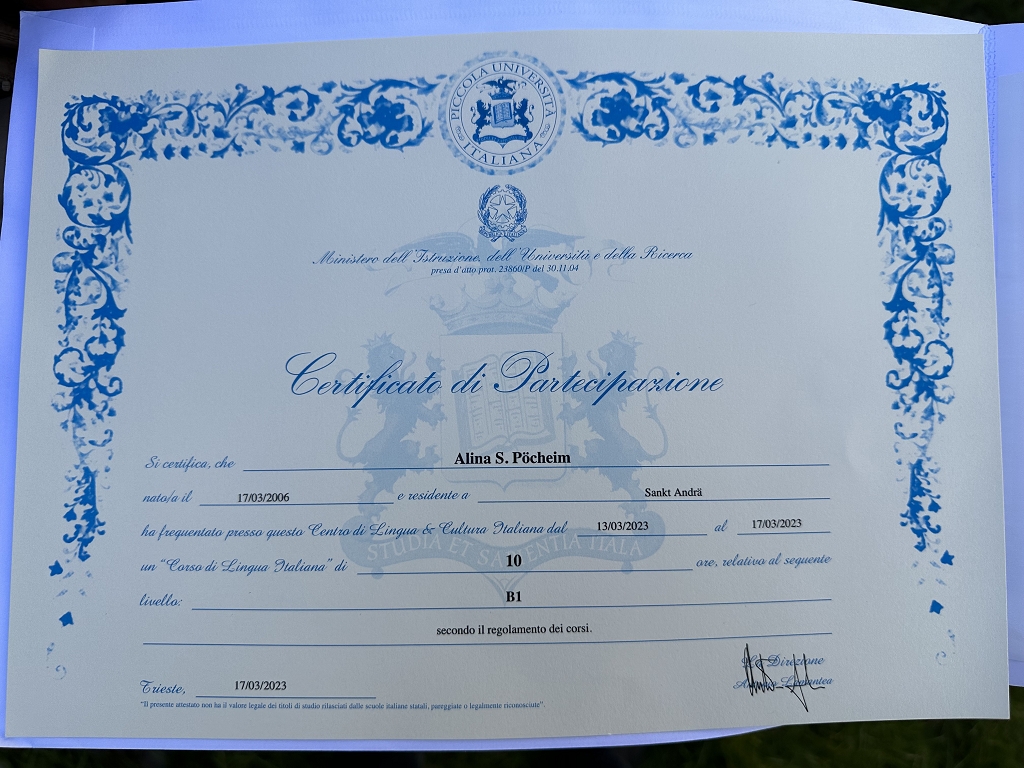 PICCOLA UNIVERSITÀ
ITALIANA
REPVBBLICA ITALIANA
Ministero dell'Istruzione, dell'Università e della Ricerca
presa d'atto prot. 23860/P del 30.11.04
Certificato di Partecipazione
Si certifica, che Alina S. Pöcheim
nato/a il 17/03/2006 e residente a Sankt Andrä
ha frequentato presso questo Centro di Lingua & Cultura Italiana dal 13/03/2023 al 17/03/2023
STUDIA ET
un "Corso di Lingua Italiana" di 10 ore, relativo al seguente
livello: B1
secondo il regolamento dei corsi.
La Direzione
Trieste, 17/03/2023
"Il presente attestato non ha il valore legale dei titoli di studio rilasciati dalle scuole italiane statali, pareggiate o legalmente riconosciute".